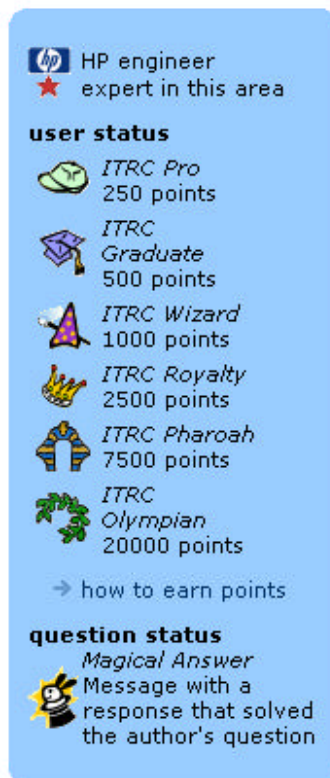 hp HP engineer
expert in this area
user status
ITRC Pro
250 points
ITRC
Graduate
500 points
ITRC Wizard
1000 points
ITRC Royalty
2500 points
ITRC Pharoah
7500 points
ITRC
Olympian
20000 points
→ how to earn points
question status
Magical Answer
Message with a
response that solved
the author's question